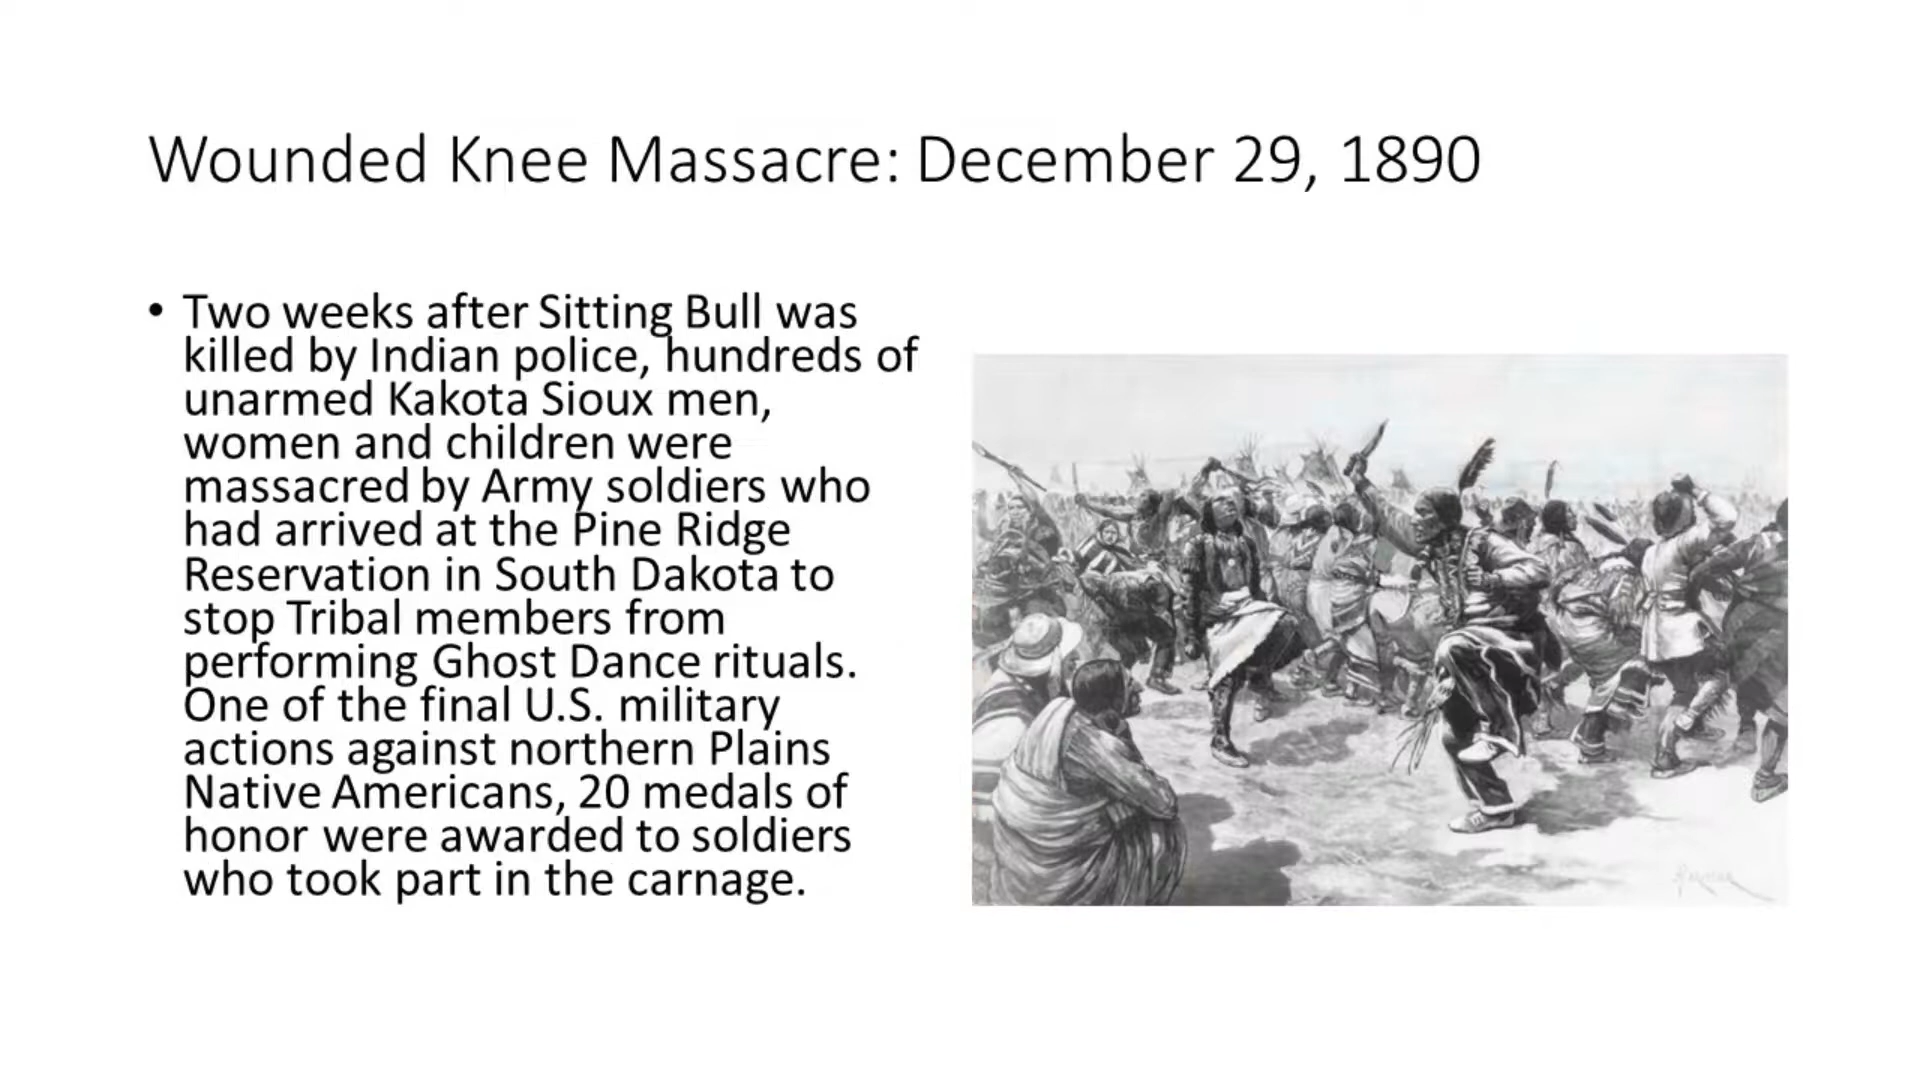 Wounded Knee Massacre: December 29, 1890
• Two weeks after Sitting Bull was
killed by Indian police, hundreds of
unarmed Kakota Sioux men,
women and children were
massacred by Army soldiers who
had arrived at the Pine Ridge
Reservation in South Dakota to
stop Tribal members from
performing Ghost Dance rituals.
One of the final U.S. military
actions against northern Plains
Native Americans, 20 medals of
honor were awarded to soldiers
who took part in the carnage.